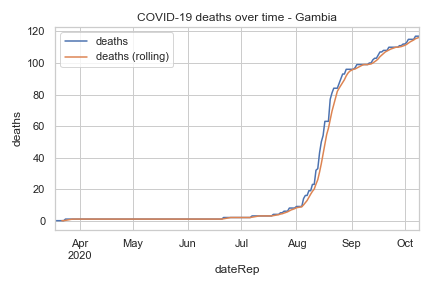 COVID-19 deaths over time - Gambia
deaths
deaths (rolling)
120
100
80
60
40
20
0
deaths
Apr
2020
May
Jun
Jul
Aug
Sep
Oct
dateRep